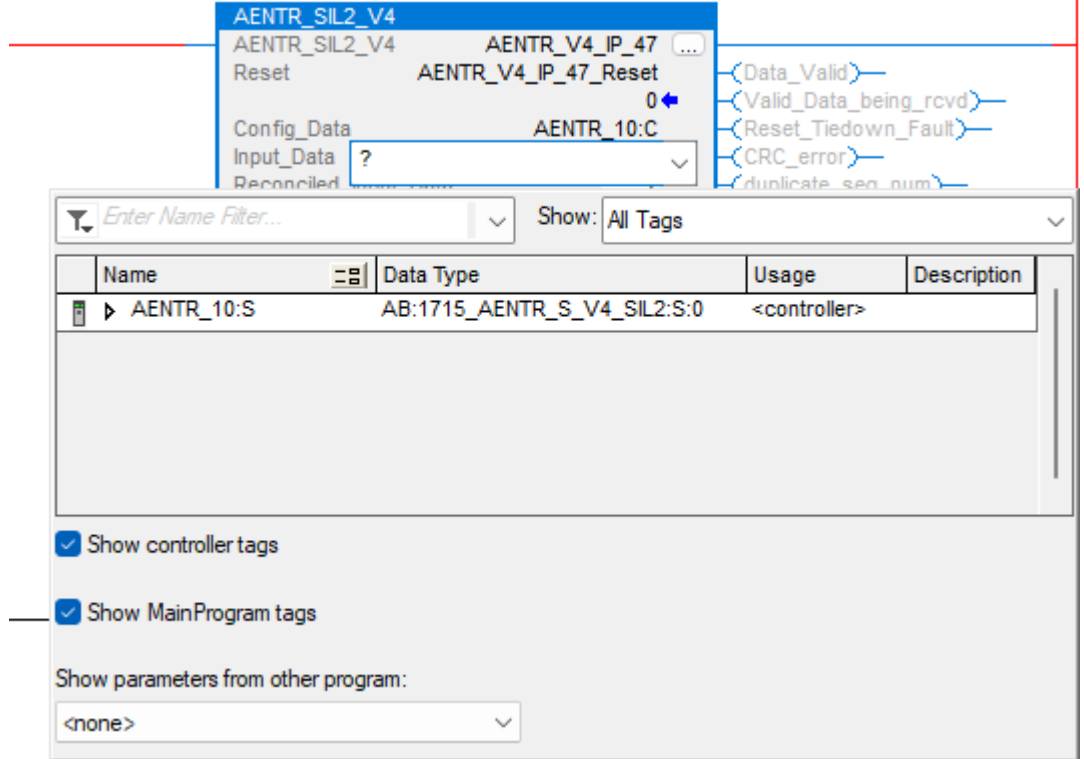 AENTR_SIL2_V4
AENTR_SIL2_V4 AENTR_V4_IP_47 ...
Reset AENTR_V4_IP_47_Reset Data_Valid
0 Valid_Data_being_rcvd
Config_Data AENTR_10:C Reset_Tiedown_Fault
Input_Data ? CRC_error
Reconciled duplicate_seq_num
Enter Name Filter... Show: All Tags
Name Data Type Usage Description
AENTR_10:S AB:1715_AENTR_S_V4_SIL2:S:0 <controller>
Show controller tags
Show MainProgram tags
Show parameters from other program:
<none>